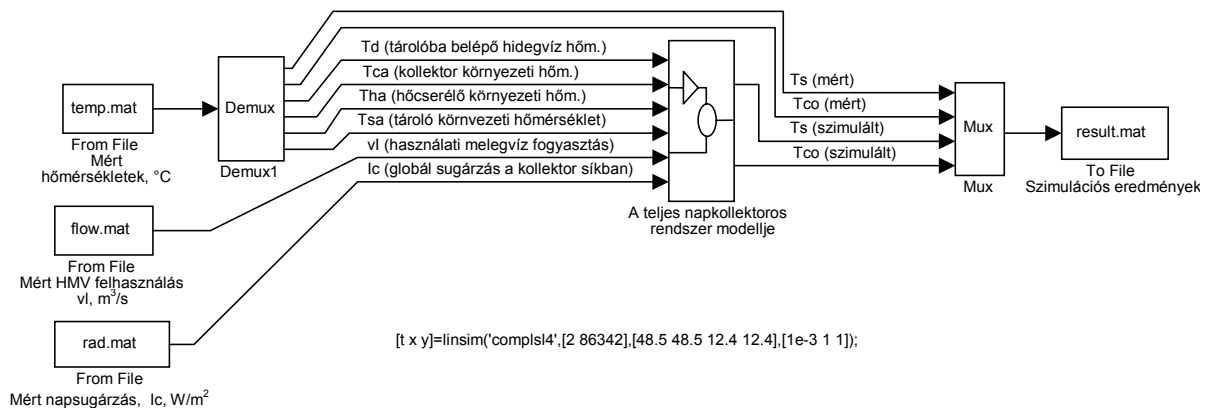 Td (tárolóba belépő hidegvíz hőm.)
Tca (kollektor környezeti hőm.)
Tha (hőcserélő környezeti hőm.)
Tsa (tároló környezeti hőmérséklet)
vl (használati melegvíz fogyasztás)
Ic (globál sugárzás a kollektor síkban)
temp.mat
From File
Mért
hőmérsékletek, °C
Demux
Demux1
flow.mat
From File
Mért HMV felhasználás
vl, m³/s
rad.mat
From File
Mért napsugárzás, Ic, W/m²
A teljes napkollektoros
rendszer modellje
Ts (mért)
Tco (mért)
Ts (szimulált)
Tco (szimulált)
Mux
Mux
result.mat
To File
Szimulációs eredmények
[t x y]=linsim('complsl4',[2 86342],[48.5 48.5 12.4 12.4],[1e-3 1 1]);